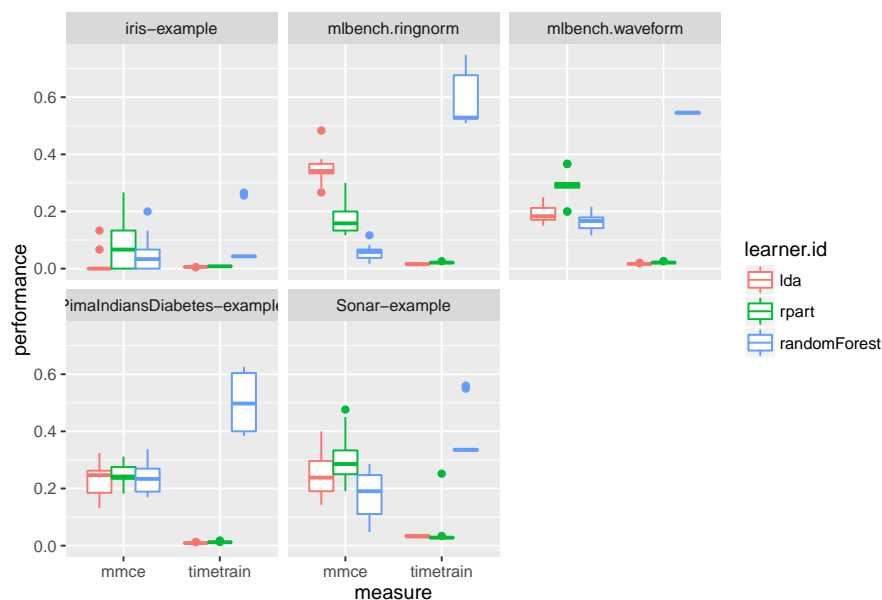 iris−example
mlbench.ringnorm
mlbench.waveform
0.6
0.4
0.2
0.0
PimaIndiansDiabetes−example
Sonar−example
0.6
0.4
0.2
0.0
mmce
timetrain
mmce
timetrain
measure
performance
learner.id
lda
rpart
randomForest